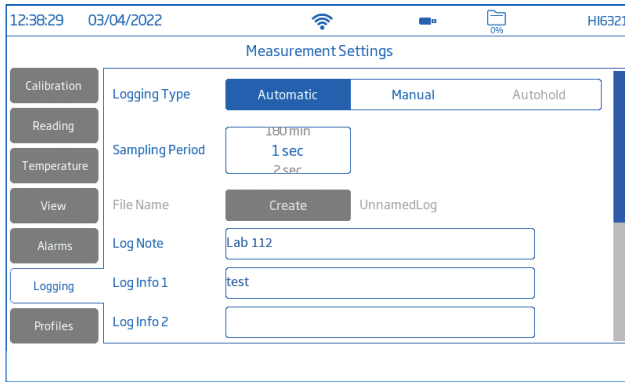 12:38:29 03/04/2022 0% HI6321
Measurement Settings
Calibration
Reading
Temperature
View
Alarms
Logging
Profiles
Logging Type Automatic Manual Autohold
180 min
Sampling Period 1 sec
2 sec
File Name Create UnnamedLog
Log Note Lab 112
Log Info 1 test
Log Info 2